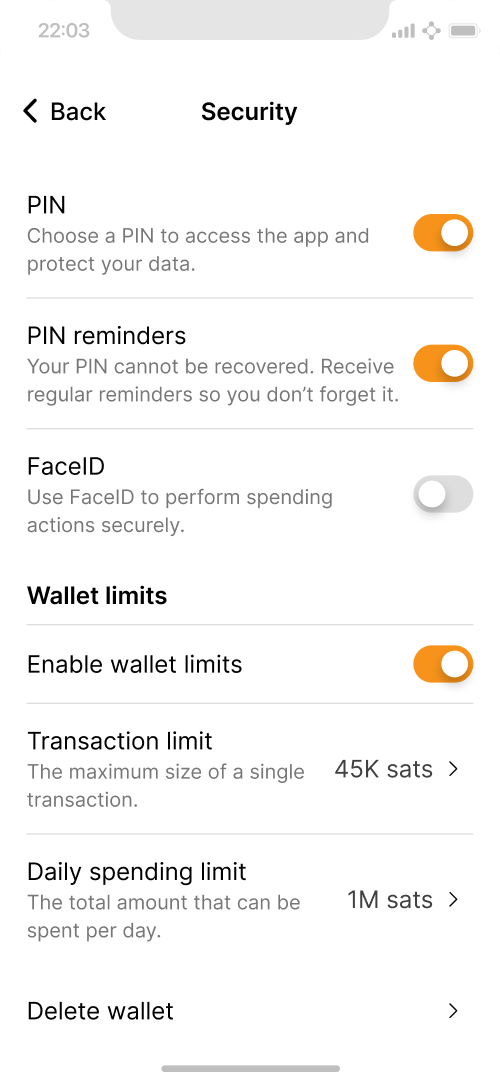 22:03
Back
Security
PIN
Choose a PIN to access the app and
protect your data.
PIN reminders
Your PIN cannot be recovered. Receive
regular reminders so you don’t forget it.
FaceID
Use FaceID to perform spending
actions securely.
Wallet limits
Enable wallet limits
Transaction limit
The maximum size of a single
transaction.
45K sats
Daily spending limit
The total amount that can be
spent per day.
1M sats
Delete wallet